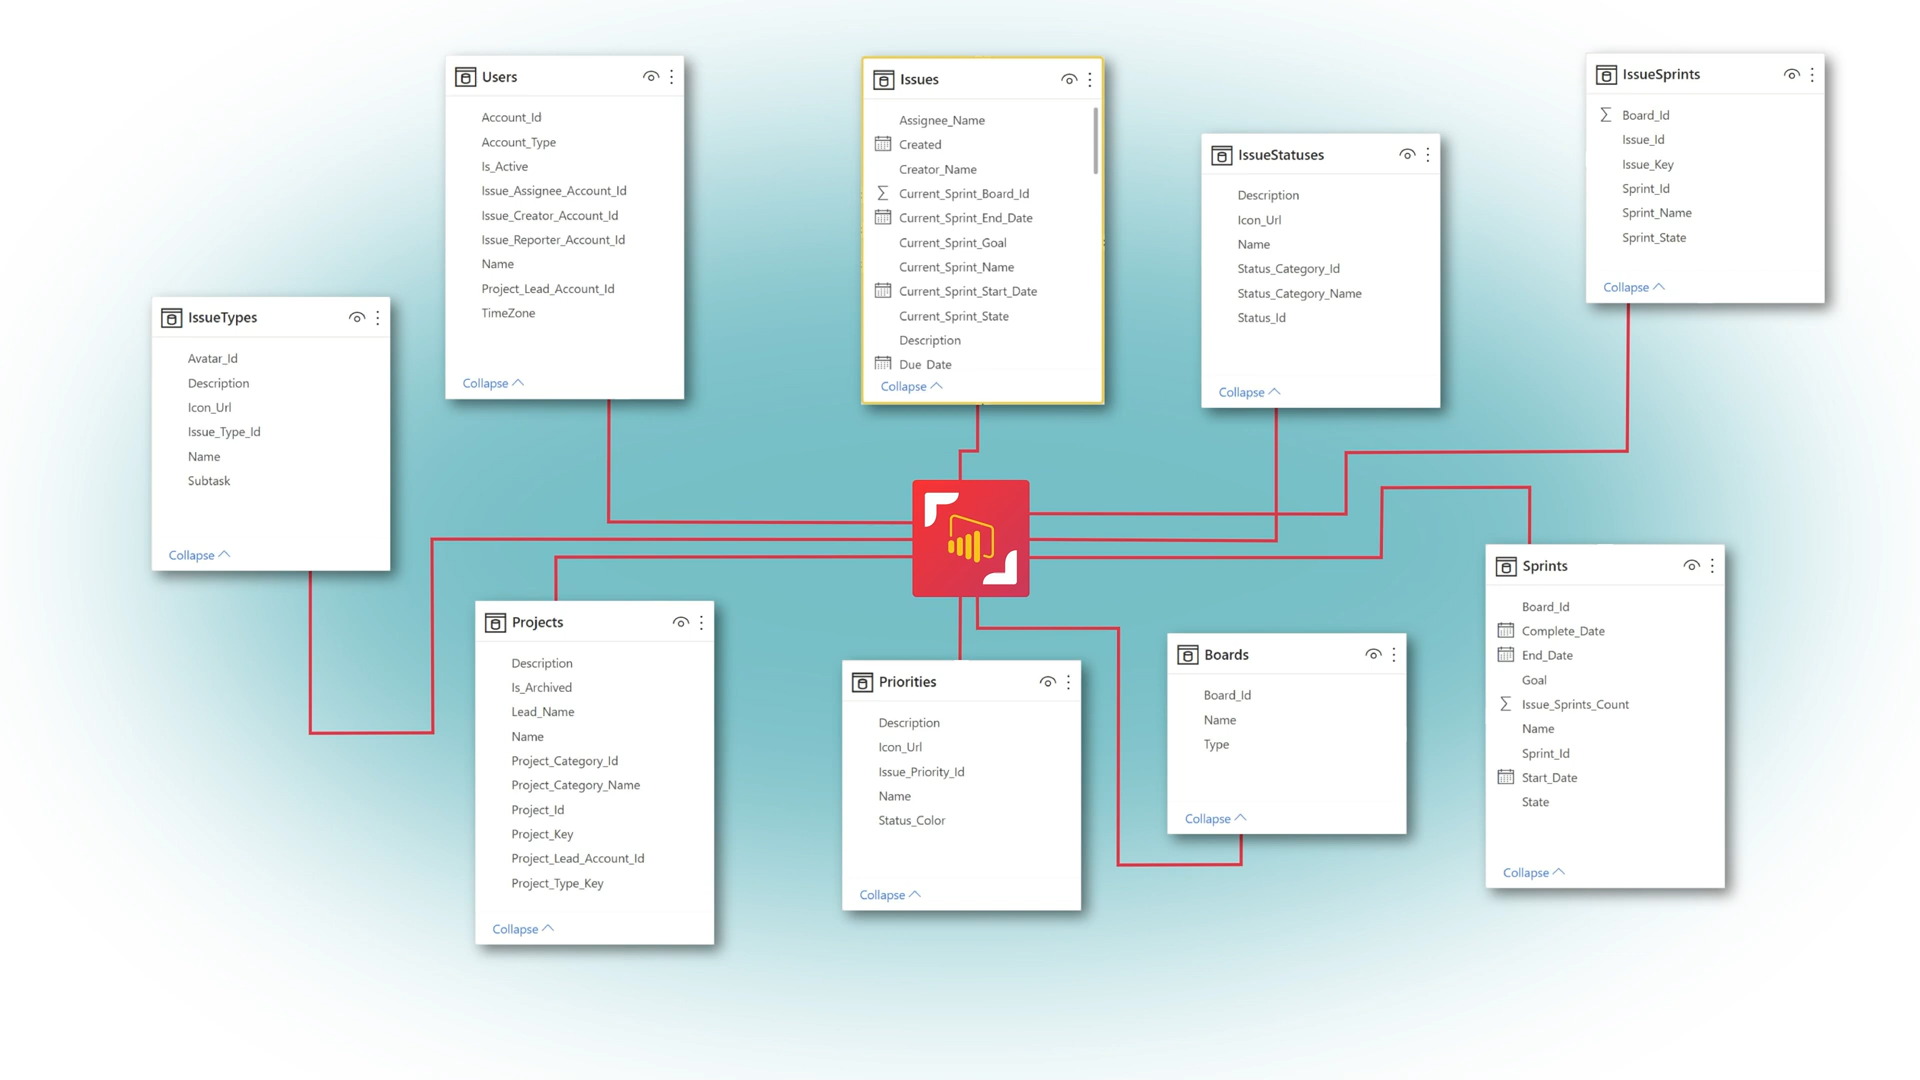 Users
Account_Id
Account_Type
Is_Active
Issue_Assignee_Account_Id
Issue_Creator_Account_Id
Issue_Reporter_Account_Id
Name
Project_Lead_Account_Id
TimeZone
Collapse
Issues
Assignee_Name
Created
Creator_Name
Current_Sprint_Board_Id
Current_Sprint_End_Date
Current_Sprint_Goal
Current_Sprint_Name
Current_Sprint_Start_Date
Current_Sprint_State
Description
Due_Date
Collapse
IssueStatuses
Description
Icon_Url
Name
Status_Category_Id
Status_Category_Name
Status_Id
Collapse
IssueSprints
Board_Id
Issue_Id
Issue_Key
Sprint_Id
Sprint_Name
Sprint_State
Collapse
IssueTypes
Avatar_Id
Description
Icon_Url
Issue_Type_Id
Name
Subtask
Collapse
Projects
Description
Is_Archived
Lead_Name
Name
Project_Category_Id
Project_Category_Name
Project_Id
Project_Key
Project_Lead_Account_Id
Project_Type_Key
Collapse
Priorities
Description
Icon_Url
Issue_Priority_Id
Name
Status_Color
Collapse
Boards
Board_Id
Name
Type
Collapse
Sprints
Board_Id
Complete_Date
End_Date
Goal
Issue_Sprints_Count
Name
Sprint_Id
Start_Date
State
Collapse